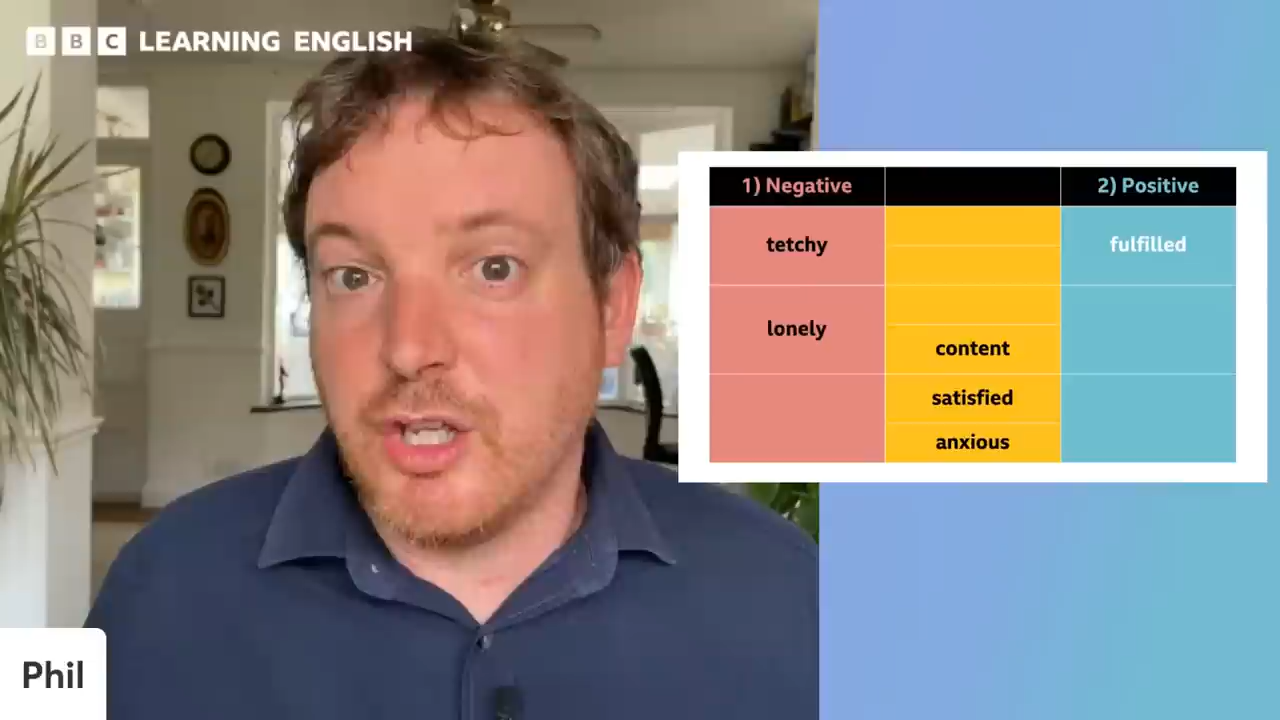 BBC LEARNING ENGLISH
1) Negative
2) Positive
tetchy
fulfilled
lonely
content
satisfied
anxious
Phil